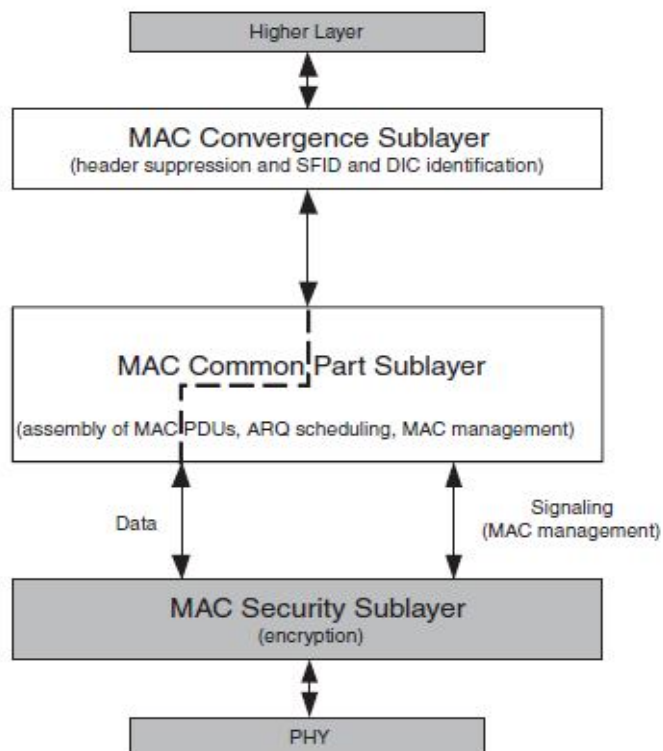 Higher Layer
MAC Convergence Sublayer
(header suppression and SFID and DIC identification)
MAC Common Part Sublayer
(assembly of MAC PDUs, ARQ scheduling, MAC management)
Data
Signaling
(MAC management)
MAC Security Sublayer
(encryption)
PHY